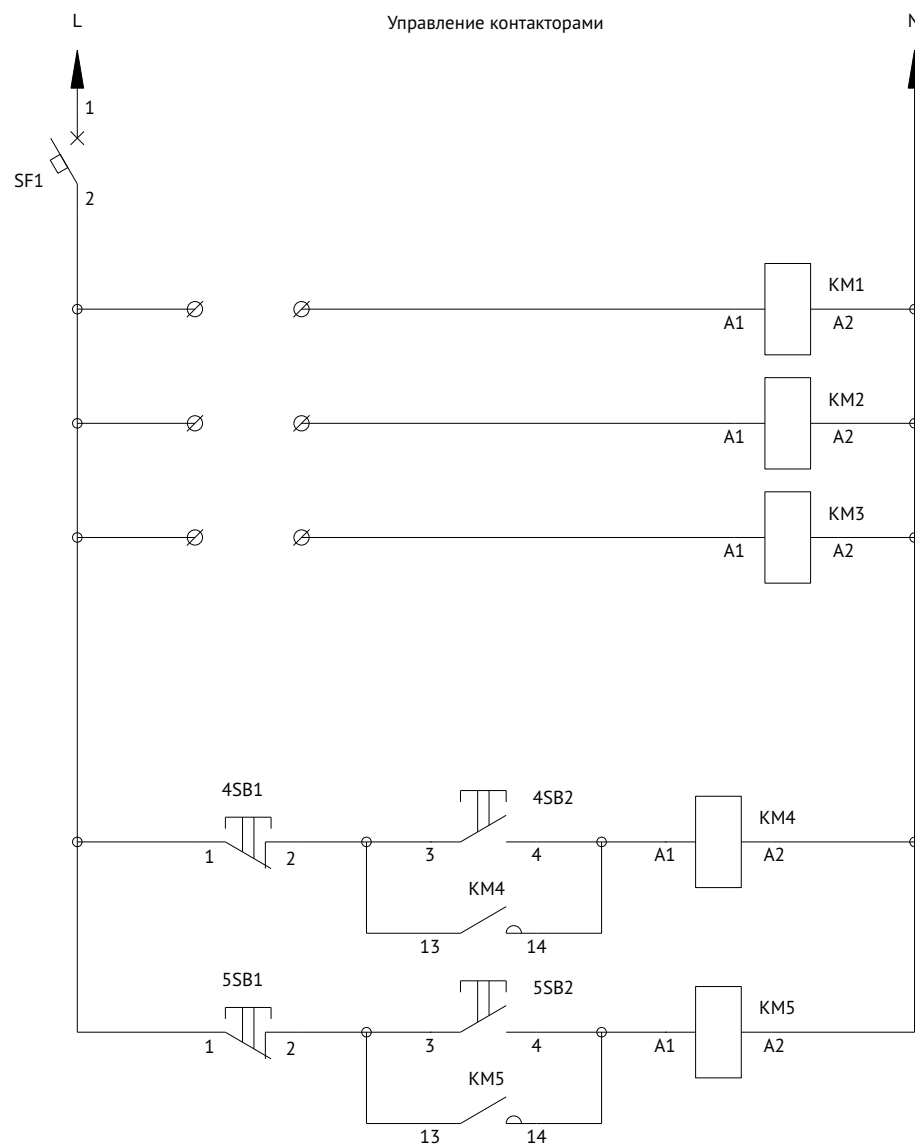 L Управление контакторами N
1
SF1
2
KM1
A1 A2
KM2
A1 A2
KM3
A1 A2
4SB1 4SB2 KM4
1 2 3 4 A1 A2
KM4
13 14
5SB1 5SB2 KM5
1 2 3 4 A1 A2
KM5
13 14